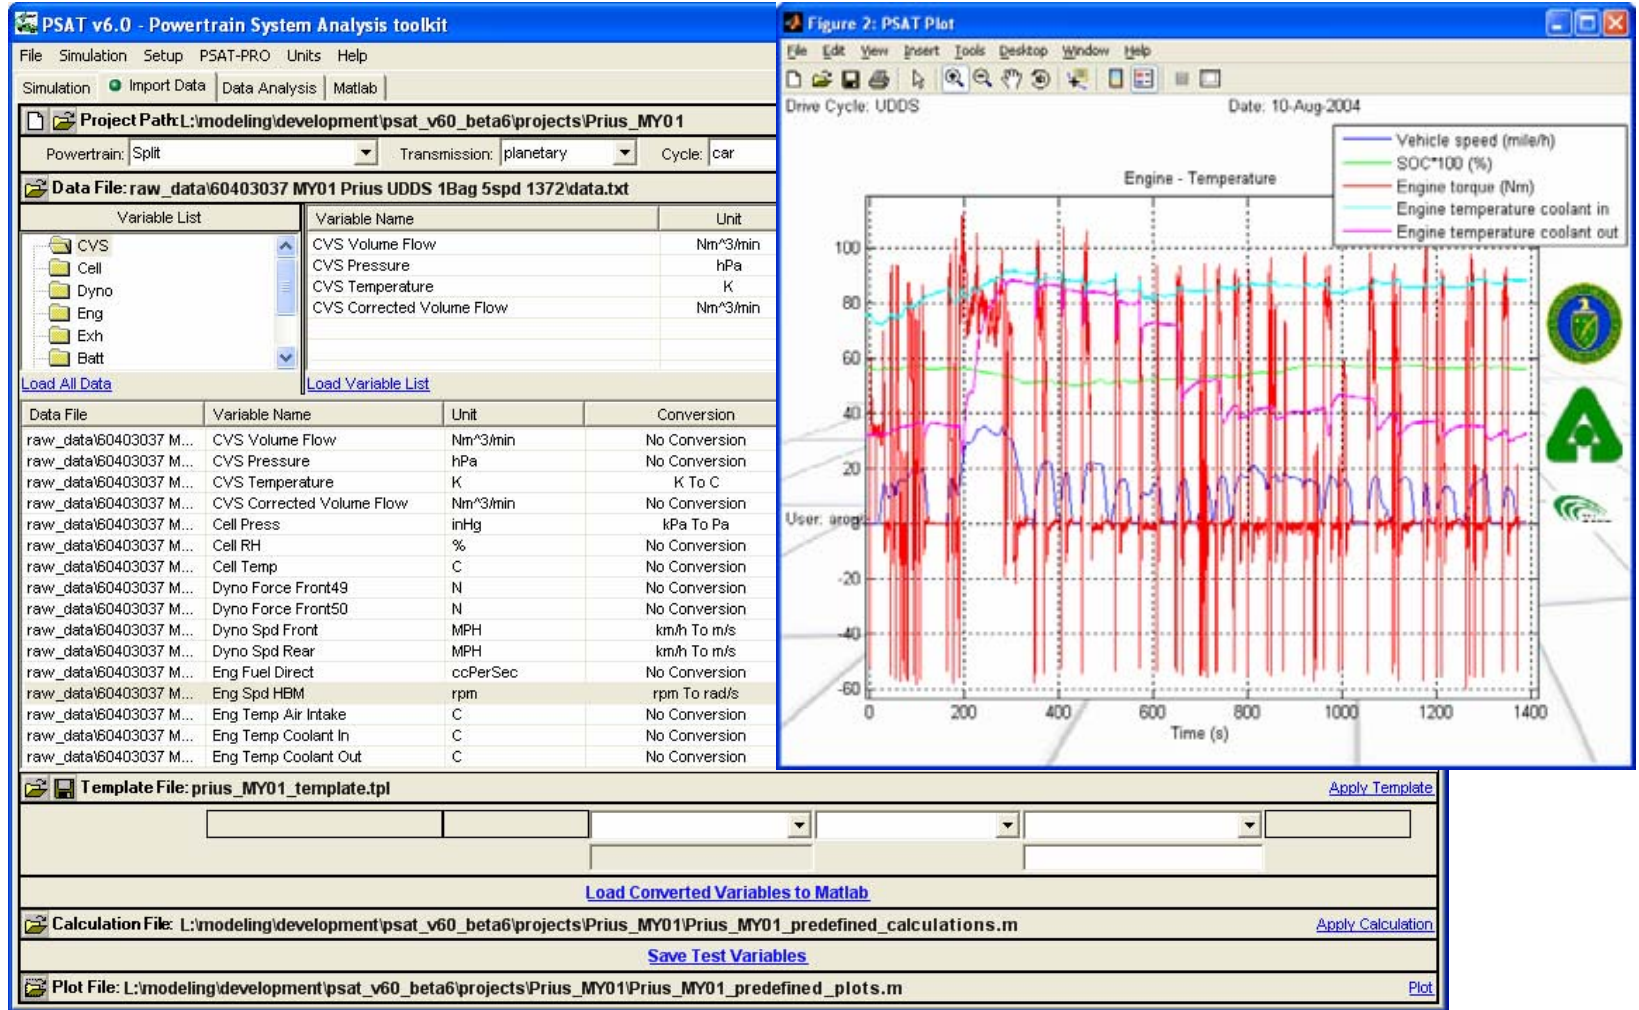 PSAT v6.0 - Powertrain System Analysis toolkit
File Simulation Setup PSAT-PRO Units Help
Simulation Import Data Data Analysis Matlab
Project Path: L:\modeling\development\psat_v60_beta6\projects\Prius_MY01
Powertrain: Split Transmission: planetary Cycle: car
Data File: raw_data\60403037 MY01 Prius UDDS 1Bag 5spd 1372\data.txt
Variable List Variable Name Unit
CVS
Cell
Dyno
Eng
Exh
Batt
CVS Volume Flow Nm^3/min
CVS Pressure hPa
CVS Temperature K
CVS Corrected Volume Flow Nm^3/min
Load All Data Load Variable List
Data File Variable Name Unit Conversion
raw_data\60403037 M... CVS Volume Flow Nm^3/min No Conversion
raw_data\60403037 M... CVS Pressure hPa No Conversion
raw_data\60403037 M... CVS Temperature K K To C
raw_data\60403037 M... CVS Corrected Volume Flow Nm^3/min No Conversion
raw_data\60403037 M... Cell Press inHg kPa To Pa
raw_data\60403037 M... Cell RH % No Conversion
raw_data\60403037 M... Cell Temp C No Conversion
raw_data\60403037 M... Dyno Force Front49 N No Conversion
raw_data\60403037 M... Dyno Force Front50 N No Conversion
raw_data\60403037 M... Dyno Spd Front MPH km/h To m/s
raw_data\60403037 M... Dyno Spd Rear MPH km/h To m/s
raw_data\60403037 M... Eng Fuel Direct ccPerSec No Conversion
raw_data\60403037 M... Eng Spd HBM rpm rpm To rad/s
raw_data\60403037 M... Eng Temp Air Intake C No Conversion
raw_data\60403037 M... Eng Temp Coolant In C No Conversion
raw_data\60403037 M... Eng Temp Coolant Out C No Conversion
Template File: prius_MY01_template.tpl Apply Template
Load Converted Variables to Matlab
Calculation File: L:\modeling\development\psat_v60_beta6\projects\Prius_MY01\Prius_MY01_predefined_calculations.m Apply Calculation
Save Test Variables
Plot File: L:\modeling\development\psat_v60_beta6\projects\Prius_MY01\Prius_MY01_predefined_plots.m Plot
Figure 2: PSAT Plot
File Edit View Insert Tools Desktop Window Help
Drive Cycle: UDDS Date: 10-Aug-2004
Vehicle speed (mile/h)
SOC*100 (%)
Engine torque (Nm)
Engine temperature coolant in
Engine temperature coolant out
Engine - Temperature
100
80
60
40
20
0
-20
-40
-60
User:
0 200 400 600 800 1000 1200 1400
Time (s)